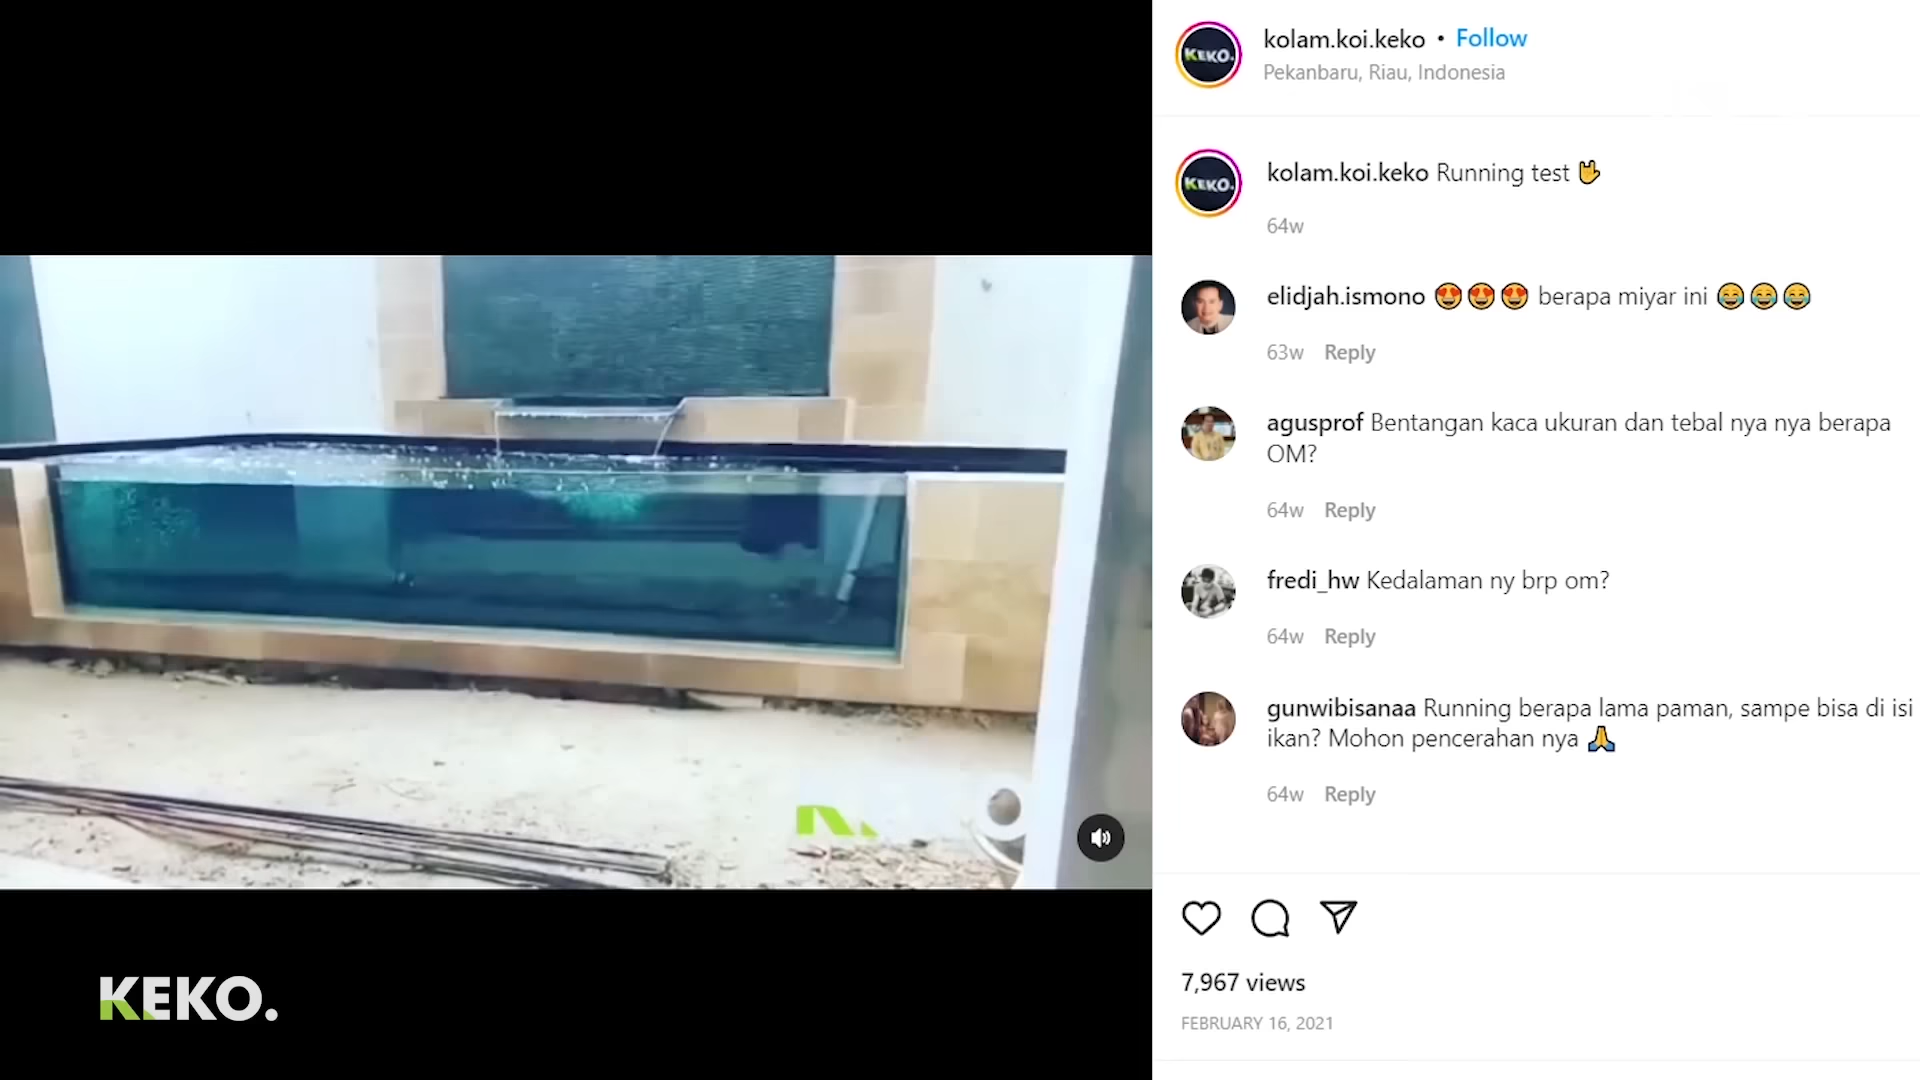 KEKO.
kolam.koi.keko • Follow
Pekanbaru, Riau, Indonesia
KEKO.
kolam.koi.keko Running test 🤟
64w
elidjah.ismono 😍😍😍 berapa miyar ini 😂😂😂
63w Reply
agusprof Bentangan kaca ukuran dan tebal nya nya berapa
OM?
64w Reply
fredi_hw Kedalaman ny brp om?
64w Reply
gunwibisanaa Running berapa lama paman, sampe bisa di isi
ikan? Mohon pencerahan nya 🙏
64w Reply
7,967 views
FEBRUARY 16, 2021
KEKO.